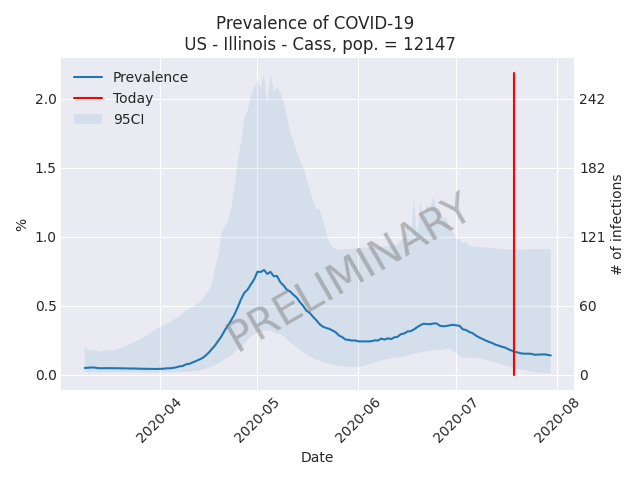 Prevalence of COVID-19
US - Illinois - Cass, pop. = 12147
Prevalence
Today
95CI
2.0
1.5
1.0
0.5
0.0
%
242
182
121
60
0
# of infections
PRELIMINARY
2020-04
2020-05
2020-06
2020-07
2020-08
Date